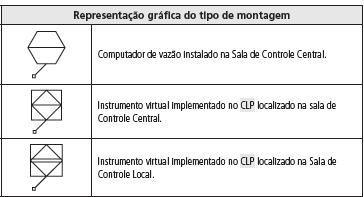 Representação gráfica do tipo de montagem
Computador de vazão instalado na Sala de Controle Central.
Instrumento virtual implementado no CLP localizado na sala de
Controle Central.
Instrumento virtual implementado no CLP localizado na Sala de
Controle Local.